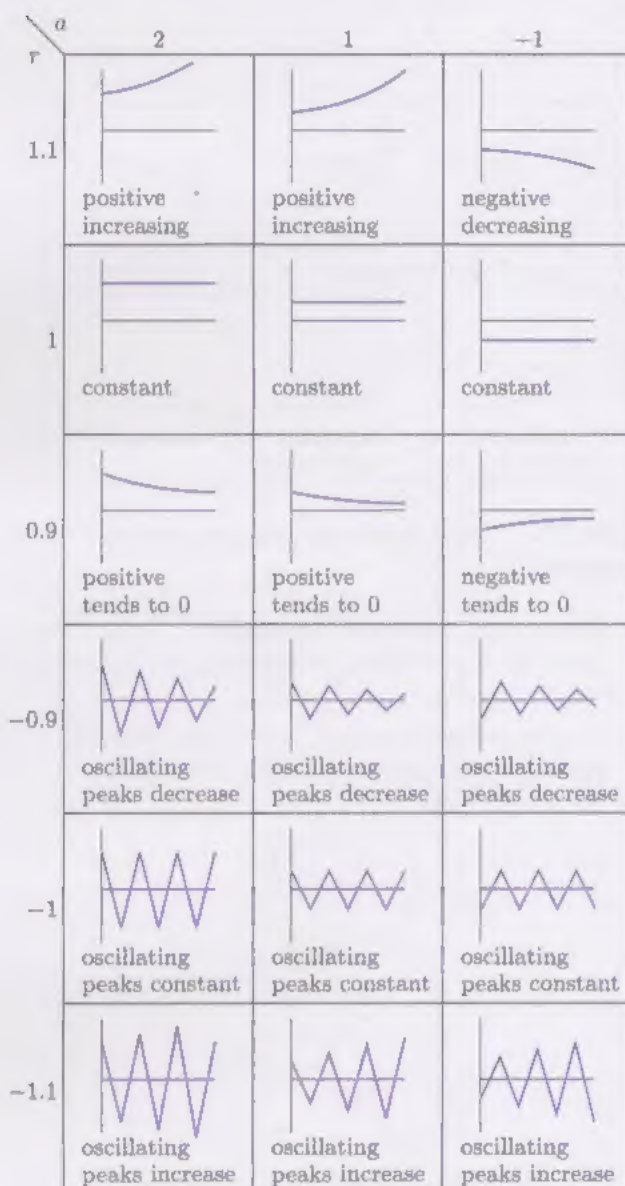 a
r
2 1 −1
1.1
positive positive negative
increasing increasing decreasing
1
constant constant constant
0.9
positive positive negative
tends to 0 tends to 0 tends to 0
−0.9
oscillating oscillating oscillating
peaks decrease peaks decrease peaks decrease
−1
oscillating oscillating oscillating
peaks constant peaks constant peaks constant
−1.1
oscillating oscillating oscillating
peaks increase peaks increase peaks increase